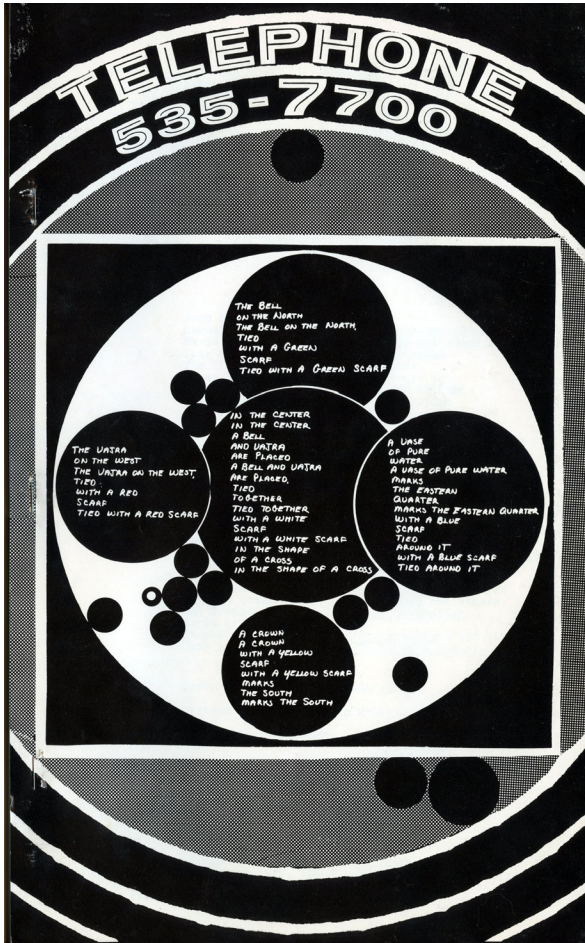 TELEPHONE
535-7700
THE BELL
ON THE NORTH
THE BELL ON THE NORTH,
TIED
WITH A GREEN
SCARF
TIED WITH A GREEN SCARF
THE VAJRA
ON THE WEST
THE VAJRA ON THE WEST,
TIED
WITH A RED
SCARF
TIED WITH A RED SCARF
IN THE CENTER
IN THE CENTER
A BELL
AND VAJRA
ARE PLACED
A BELL AND VAJRA
ARE PLACED,
TIED
TOGETHER
TIED TOGETHER
WITH A WHITE
SCARF
WITH A WHITE SCARF
IN THE SHAPE
OF A CROSS
IN THE SHAPE OF A CROSS
A VASE
OF PURE
WATER
A VASE OF PURE WATER
MARKS
THE EASTERN
QUARTER
MARKS THE EASTERN QUARTER
WITH A BLUE
SCARF
TIED
AROUND IT
WITH A BLUE SCARF
TIED AROUND IT
A CROWN
A CROWN
WITH A YELLOW
SCARF
WITH A YELLOW SCARF
MARKS
THE SOUTH
MARKS THE SOUTH